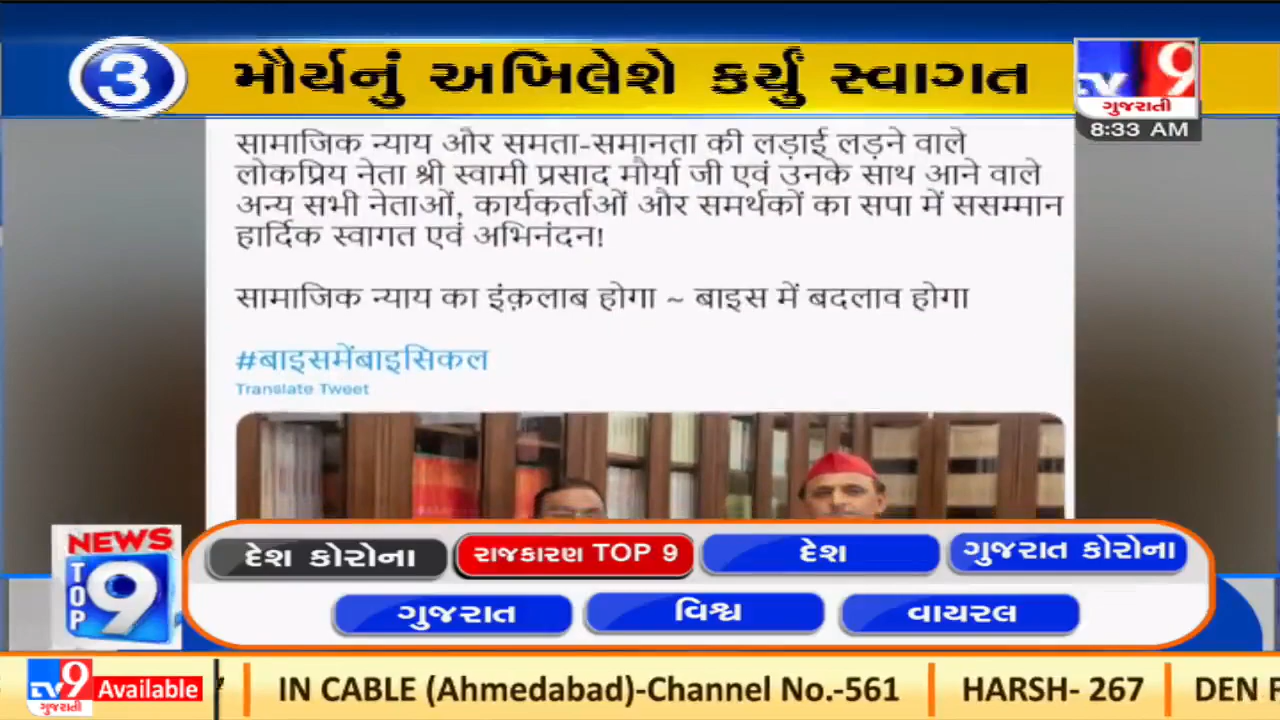 3
મૌર્યનું અખિલેશે કર્યું સ્વાગત
TV9
ગુજરાતી
8:33 AM
सामाजिक न्याय और समता-समानता की लड़ाई लड़ने वाले
लोकप्रिय नेता श्री स्वामी प्रसाद मौर्या जी एवं उनके साथ आने वाले
अन्य सभी नेताओं, कार्यकर्ताओं और समर्थकों का सपा में ससम्मान
हार्दिक स्वागत एवं अभिनंदन!
सामाजिक न्याय का इंक़लाब होगा ~ बाइस में बदलाव होगा
#बाइसमेंबाइसिकल
Translate Tweet
NEWS
TOP
9
દેશ કોરોના
રાજકારણ TOP 9
દેશ
ગુજરાત કોરોના
ગુજરાત
વિશ્વ
વાયરલ
TV9
ગુજરાતી
Available
IN CABLE (Ahmedabad)-Channel No.-561
HARSH- 267
DEN